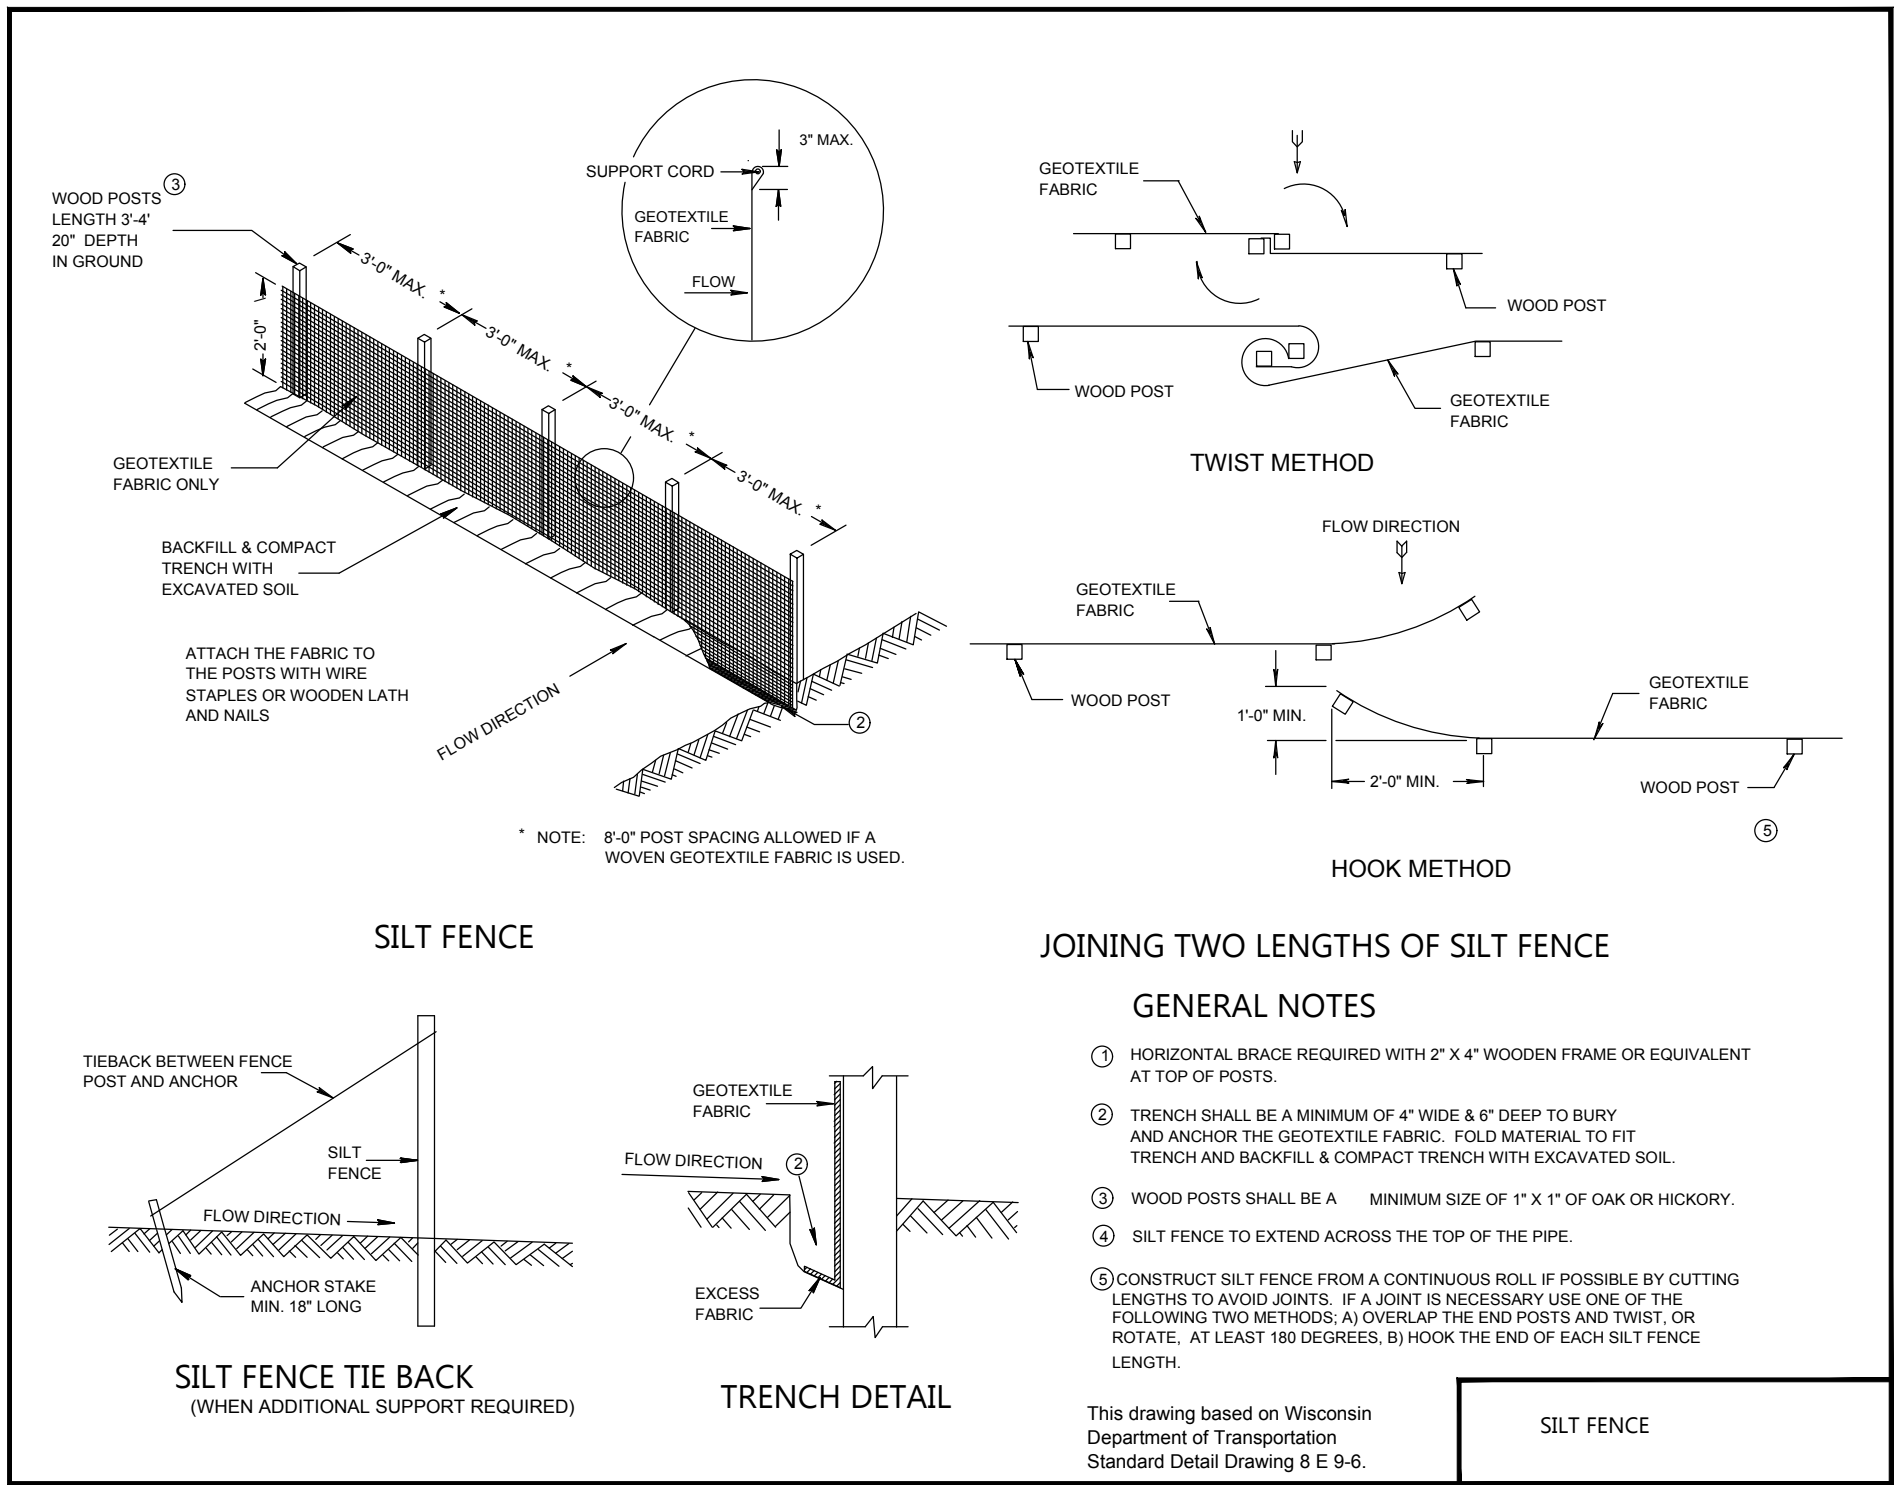 WOOD POSTS 3
LENGTH 3'-4'
20" DEPTH
IN GROUND
2'-0"
3'-0" MAX. *
3'-0" MAX. *
3'-0" MAX. *
3'-0" MAX. *
3" MAX.
SUPPORT CORD
GEOTEXTILE
FABRIC
FLOW
GEOTEXTILE
FABRIC ONLY
BACKFILL & COMPACT
TRENCH WITH
EXCAVATED SOIL
ATTACH THE FABRIC TO
THE POSTS WITH WIRE
STAPLES OR WOODEN LATH
AND NAILS
FLOW DIRECTION
2
* NOTE: 8'-0" POST SPACING ALLOWED IF A
WOVEN GEOTEXTILE FABRIC IS USED.
SILT FENCE
GEOTEXTILE
FABRIC
WOOD POST
WOOD POST
GEOTEXTILE
FABRIC
TWIST METHOD
FLOW DIRECTION
GEOTEXTILE
FABRIC
WOOD POST
1'-0" MIN.
2'-0" MIN.
GEOTEXTILE
FABRIC
WOOD POST
5
HOOK METHOD
JOINING TWO LENGTHS OF SILT FENCE
TIEBACK BETWEEN FENCE
POST AND ANCHOR
SILT
FENCE
FLOW DIRECTION
ANCHOR STAKE
MIN. 18" LONG
SILT FENCE TIE BACK
(WHEN ADDITIONAL SUPPORT REQUIRED)
GEOTEXTILE
FABRIC
FLOW DIRECTION
2
EXCESS
FABRIC
TRENCH DETAIL
GENERAL NOTES
1 HORIZONTAL BRACE REQUIRED WITH 2" X 4" WOODEN FRAME OR EQUIVALENT
AT TOP OF POSTS.
2 TRENCH SHALL BE A MINIMUM OF 4" WIDE & 6" DEEP TO BURY
AND ANCHOR THE GEOTEXTILE FABRIC. FOLD MATERIAL TO FIT
TRENCH AND BACKFILL & COMPACT TRENCH WITH EXCAVATED SOIL.
3 WOOD POSTS SHALL BE A MINIMUM SIZE OF 1" X 1" OF OAK OR HICKORY.
4 SILT FENCE TO EXTEND ACROSS THE TOP OF THE PIPE.
5 CONSTRUCT SILT FENCE FROM A CONTINUOUS ROLL IF POSSIBLE BY CUTTING
LENGTHS TO AVOID JOINTS. IF A JOINT IS NECESSARY USE ONE OF THE
FOLLOWING TWO METHODS; A) OVERLAP THE END POSTS AND TWIST, OR
ROTATE, AT LEAST 180 DEGREES, B) HOOK THE END OF EACH SILT FENCE
LENGTH.
This drawing based on Wisconsin
Department of Transportation
Standard Detail Drawing 8 E 9-6.
SILT FENCE